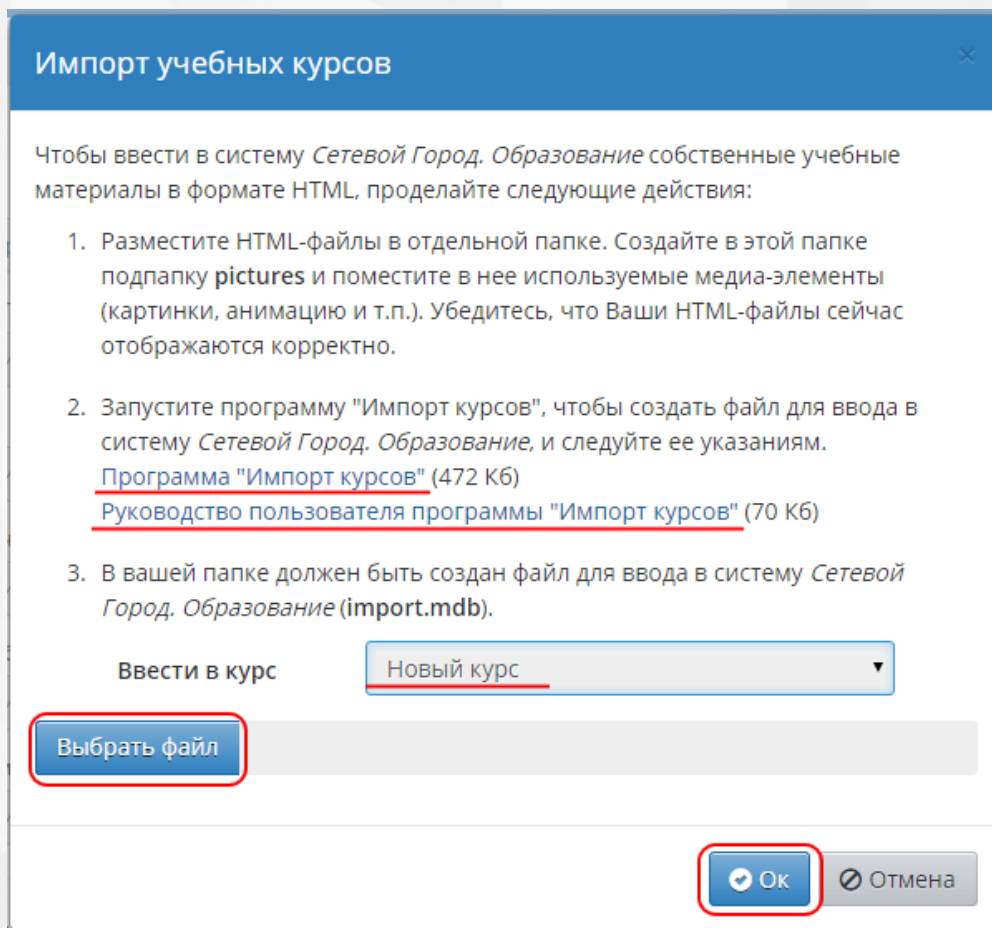 Импорт учебных курсов
×
Чтобы ввести в систему Сетевой Город. Образование собственные учебные
материалы в формате HTML, проделайте следующие действия:
1. Разместите HTML-файлы в отдельной папке. Создайте в этой папке
подпапку pictures и поместите в нее используемые медиа-элементы
(картинки, анимацию и т.п.). Убедитесь, что Ваши HTML-файлы сейчас
отображаются корректно.
2. Запустите программу "Импорт курсов", чтобы создать файл для ввода в
систему Сетевой Город. Образование, и следуйте ее указаниям.
Программа "Импорт курсов" (472 Кб)
Руководство пользователя программы "Импорт курсов" (70 Кб)
3. В вашей папке должен быть создан файл для ввода в систему Сетевой
Город. Образование (import.mdb).
Ввести в курс Новый курс
Выбрать файл
Ок Отмена